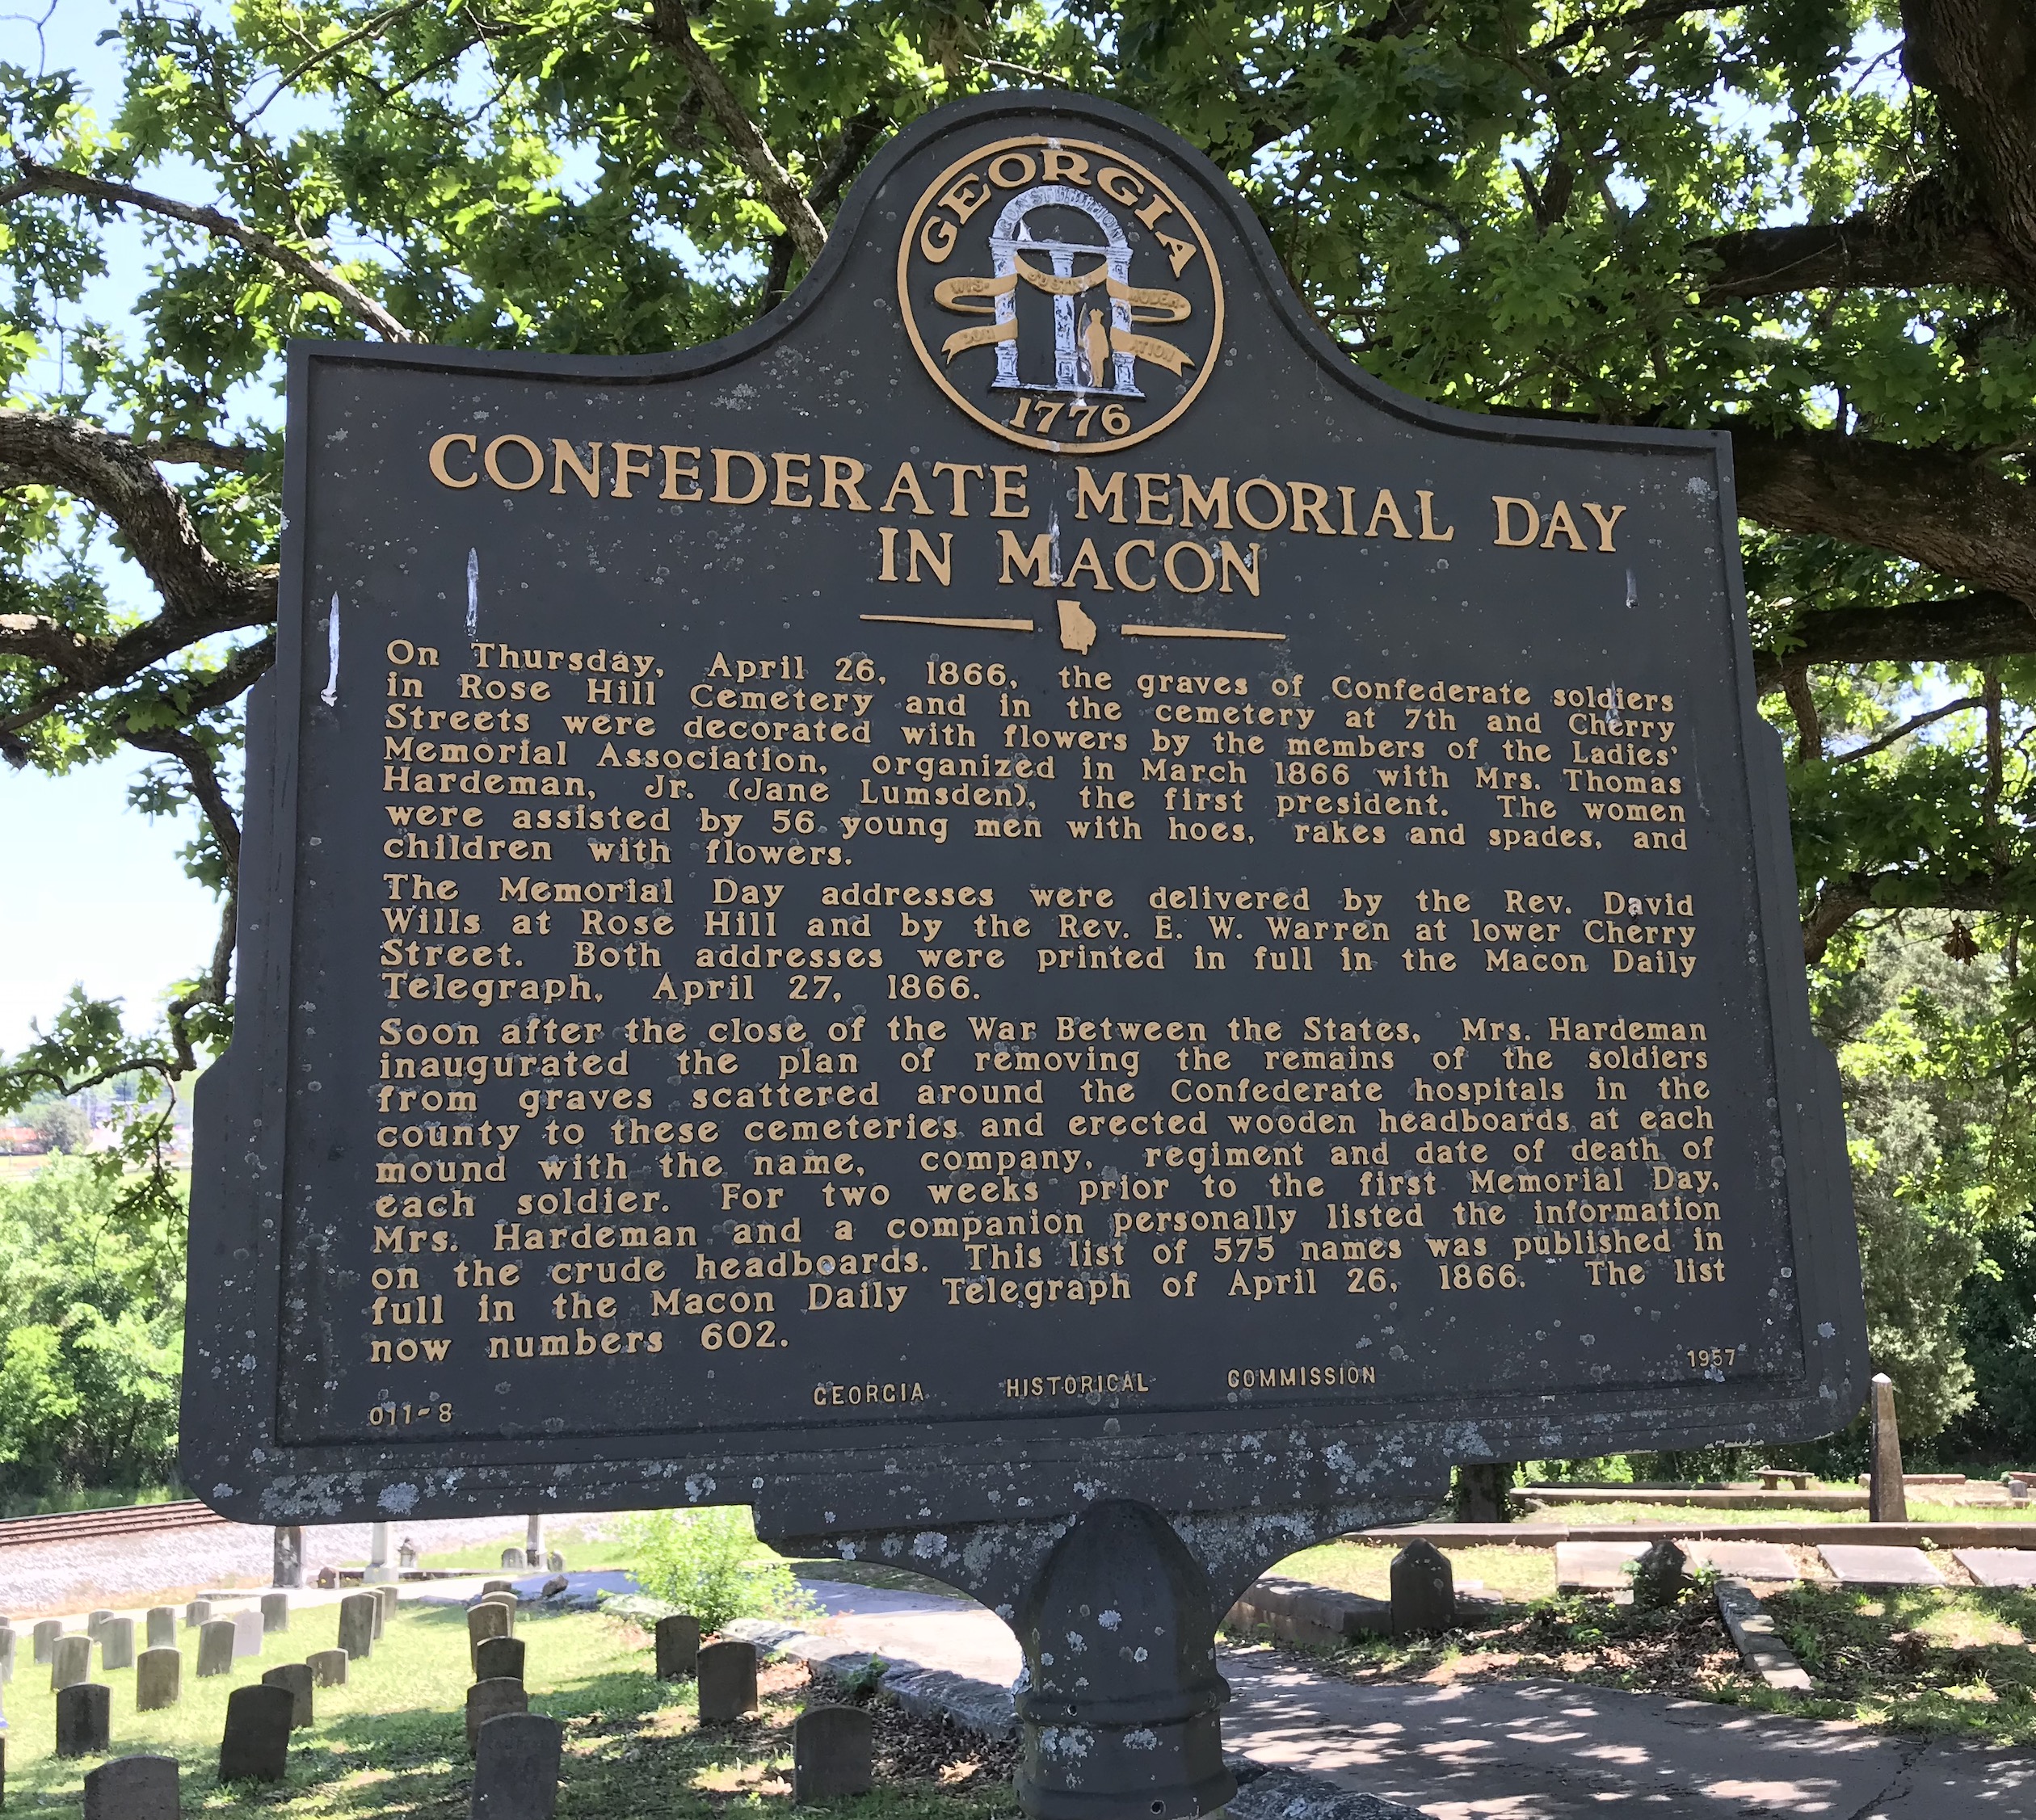 GEORGIA
CONSTITUTION
WIS- JUSTICE MODER-
DOM ATION
1776
CONFEDERATE MEMORIAL DAY
IN MACON
On Thursday, April 26, 1866, the graves of Confederate soldiers
in Rose Hill Cemetery and in the cemetery at 7th and Cherry
Streets were decorated with flowers by the members of the Ladies'
Memorial Association, organized in March 1866 with Mrs. Thomas
Hardeman, Jr. (Jane Lumsden), the first president. The women
were assisted by 56 young men with hoes, rakes and spades, and
children with flowers.
The Memorial Day addresses were delivered by the Rev. David
Wills at Rose Hill and by the Rev. E. W. Warren at lower Cherry
Street. Both addresses were printed in full in the Macon Daily
Telegraph, April 27, 1866.
Soon after the close of the War Between the States, Mrs. Hardeman
inaugurated the plan of removing the remains of the soldiers
from graves scattered around the Confederate hospitals in the
county to these cemeteries and erected wooden headboards at each
mound with the name, company, regiment and date of death of
each soldier. For two weeks prior to the first Memorial Day,
Mrs. Hardeman and a companion personally listed the information
on the crude headboards. This list of 575 names was published in
full in the Macon Daily Telegraph of April 26, 1866. The list
now numbers 602.
011-8 GEORGIA HISTORICAL COMMISSION 1957